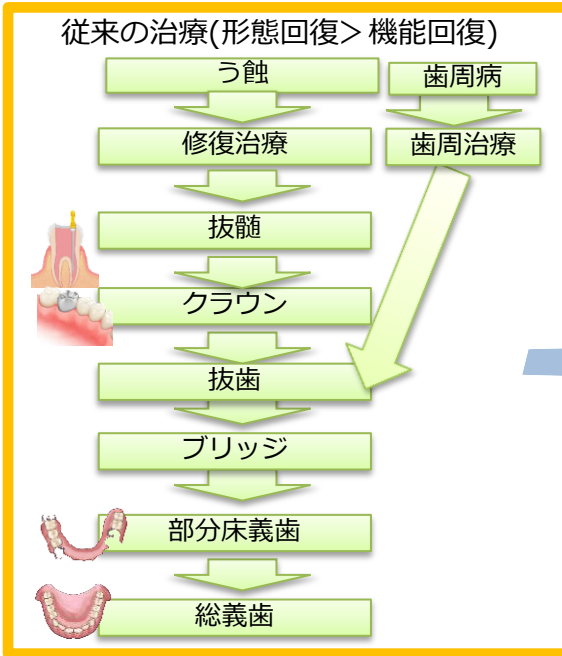 従来の治療(形態回復＞機能回復)
う蝕
歯周病
修復治療
歯周治療
抜髄
クラウン
抜歯
ブリッジ
部分床義歯
総義歯